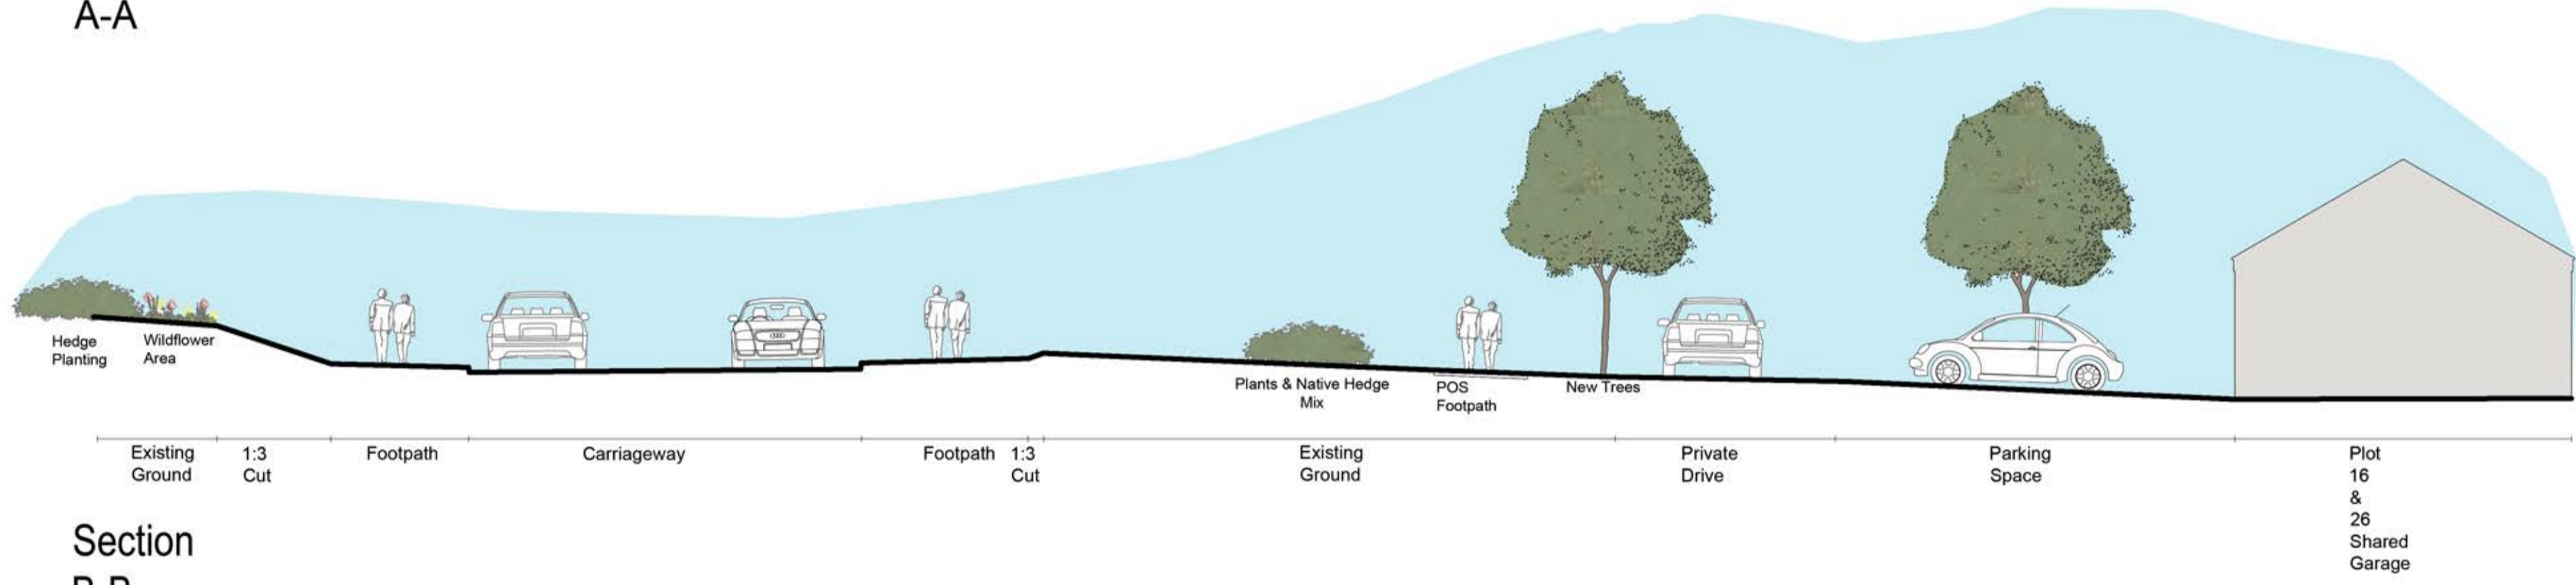 A-A
Hedge
Planting
Wildflower
Area
Plants & Native Hedge
Mix
POS
Footpath
New Trees
Existing
Ground
1:3
Cut
Footpath
Carriageway
Footpath
1:3
Cut
Existing
Ground
Private
Drive
Parking
Space
Plot
16
&
26
Shared
Garage
Section
B-B